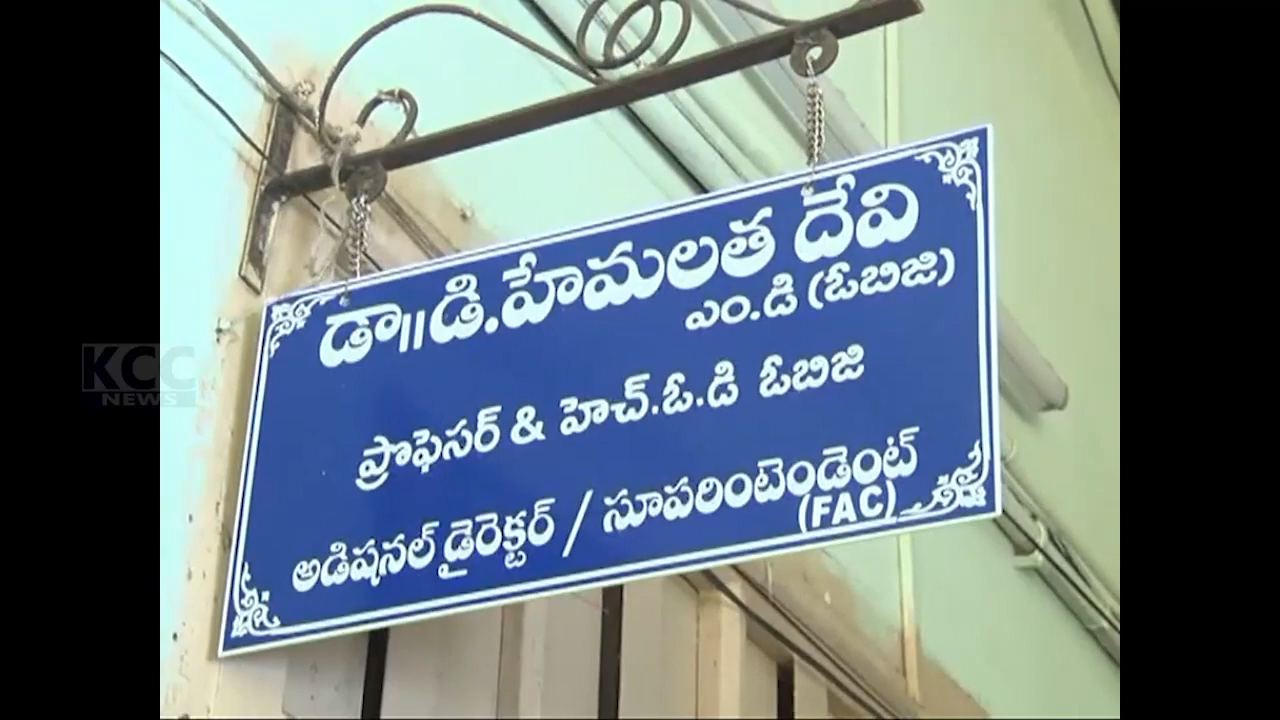 డా॥డి.హేమలత దేవి
ఎం.డి (ఓబిజి)
ప్రొఫెసర్ & హెచ్.ఓ.డి ఓబిజి
అడిషనల్ డైరెక్టర్ / సూపరింటెండెంట్
(FAC)
KCC
NEWS